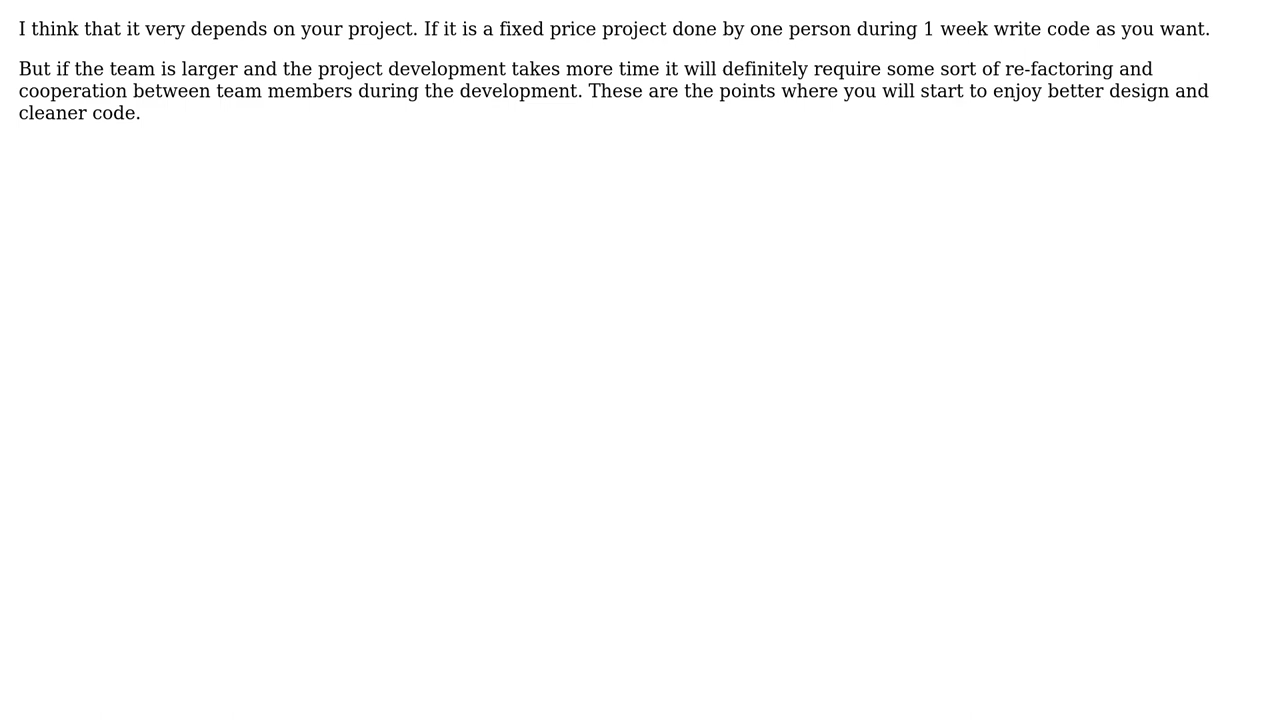 I think that it very depends on your project. If it is a fixed price project done by one person during 1 week write code as you want.
But if the team is larger and the project development takes more time it will definitely require some sort of re-factoring and
cooperation between team members during the development. These are the points where you will start to enjoy better design and
cleaner code.